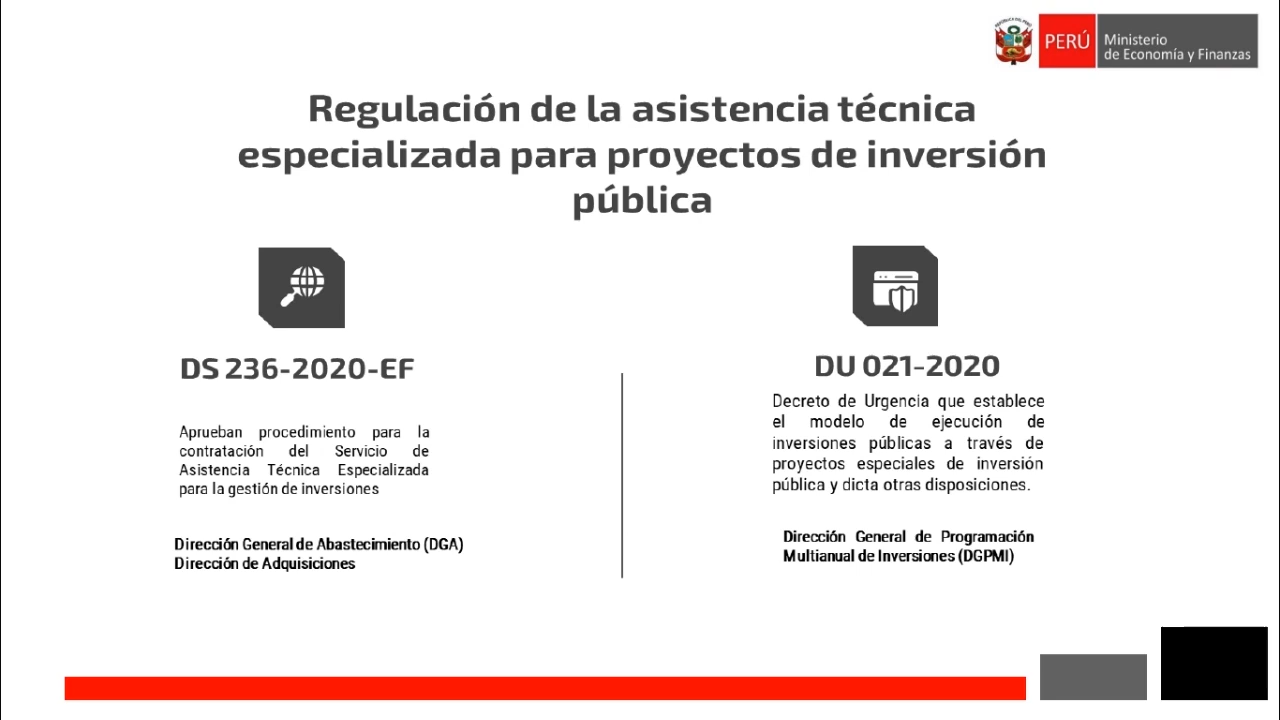 REPÚBLICA DEL PERÚ
PERÚ
Ministerio
de Economía y Finanzas
Regulación de la asistencia técnica
especializada para proyectos de inversión
pública
DS 236-2020-EF
Aprueban procedimiento para la
contratación del Servicio de
Asistencia Técnica Especializada
para la gestión de inversiones
Dirección General de Abastecimiento (DGA)
Dirección de Adquisiciones
DU 021-2020
Decreto de Urgencia que establece
el modelo de ejecución de
inversiones públicas a través de
proyectos especiales de inversión
pública y dicta otras disposiciones.
Dirección General de Programación
Multianual de Inversiones (DGPMI)